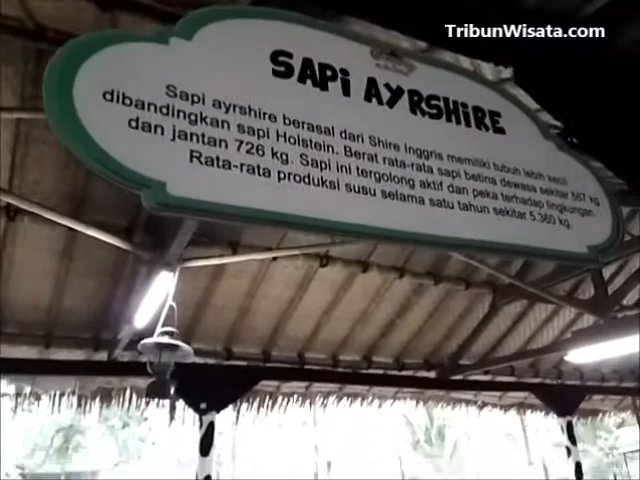 TribunWisata.com
Sapi AYRSHIRE
Sapi ayrshire berasal dari Shire Inggris memiliki tubuh lebih kecil
dibandingkan sapi Holstein. Berat rata-rata sapi betina dewasa sekitar 567 kg
dan jantan 726 kg. Sapi ini tergolong aktif dan peka terhadap lingkungan.
Rata-rata produksi susu selama satu tahun sekitar 5.360 kg.